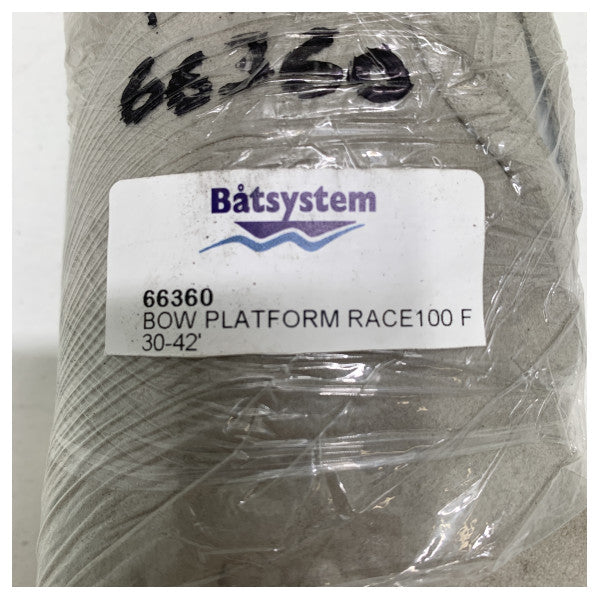 66360
Båtsystem
66360
BOW PLATFORM RACE100 F
30-42'